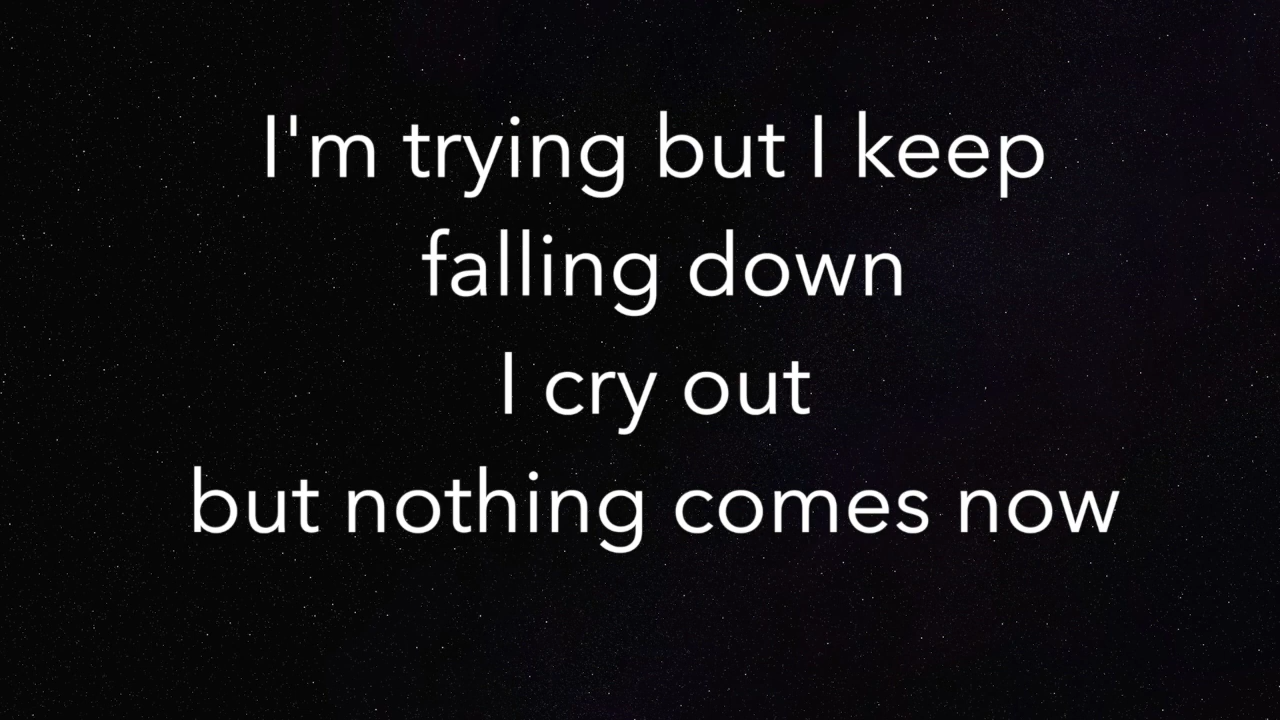 I'm trying but I keep
falling down
I cry out
but nothing comes now